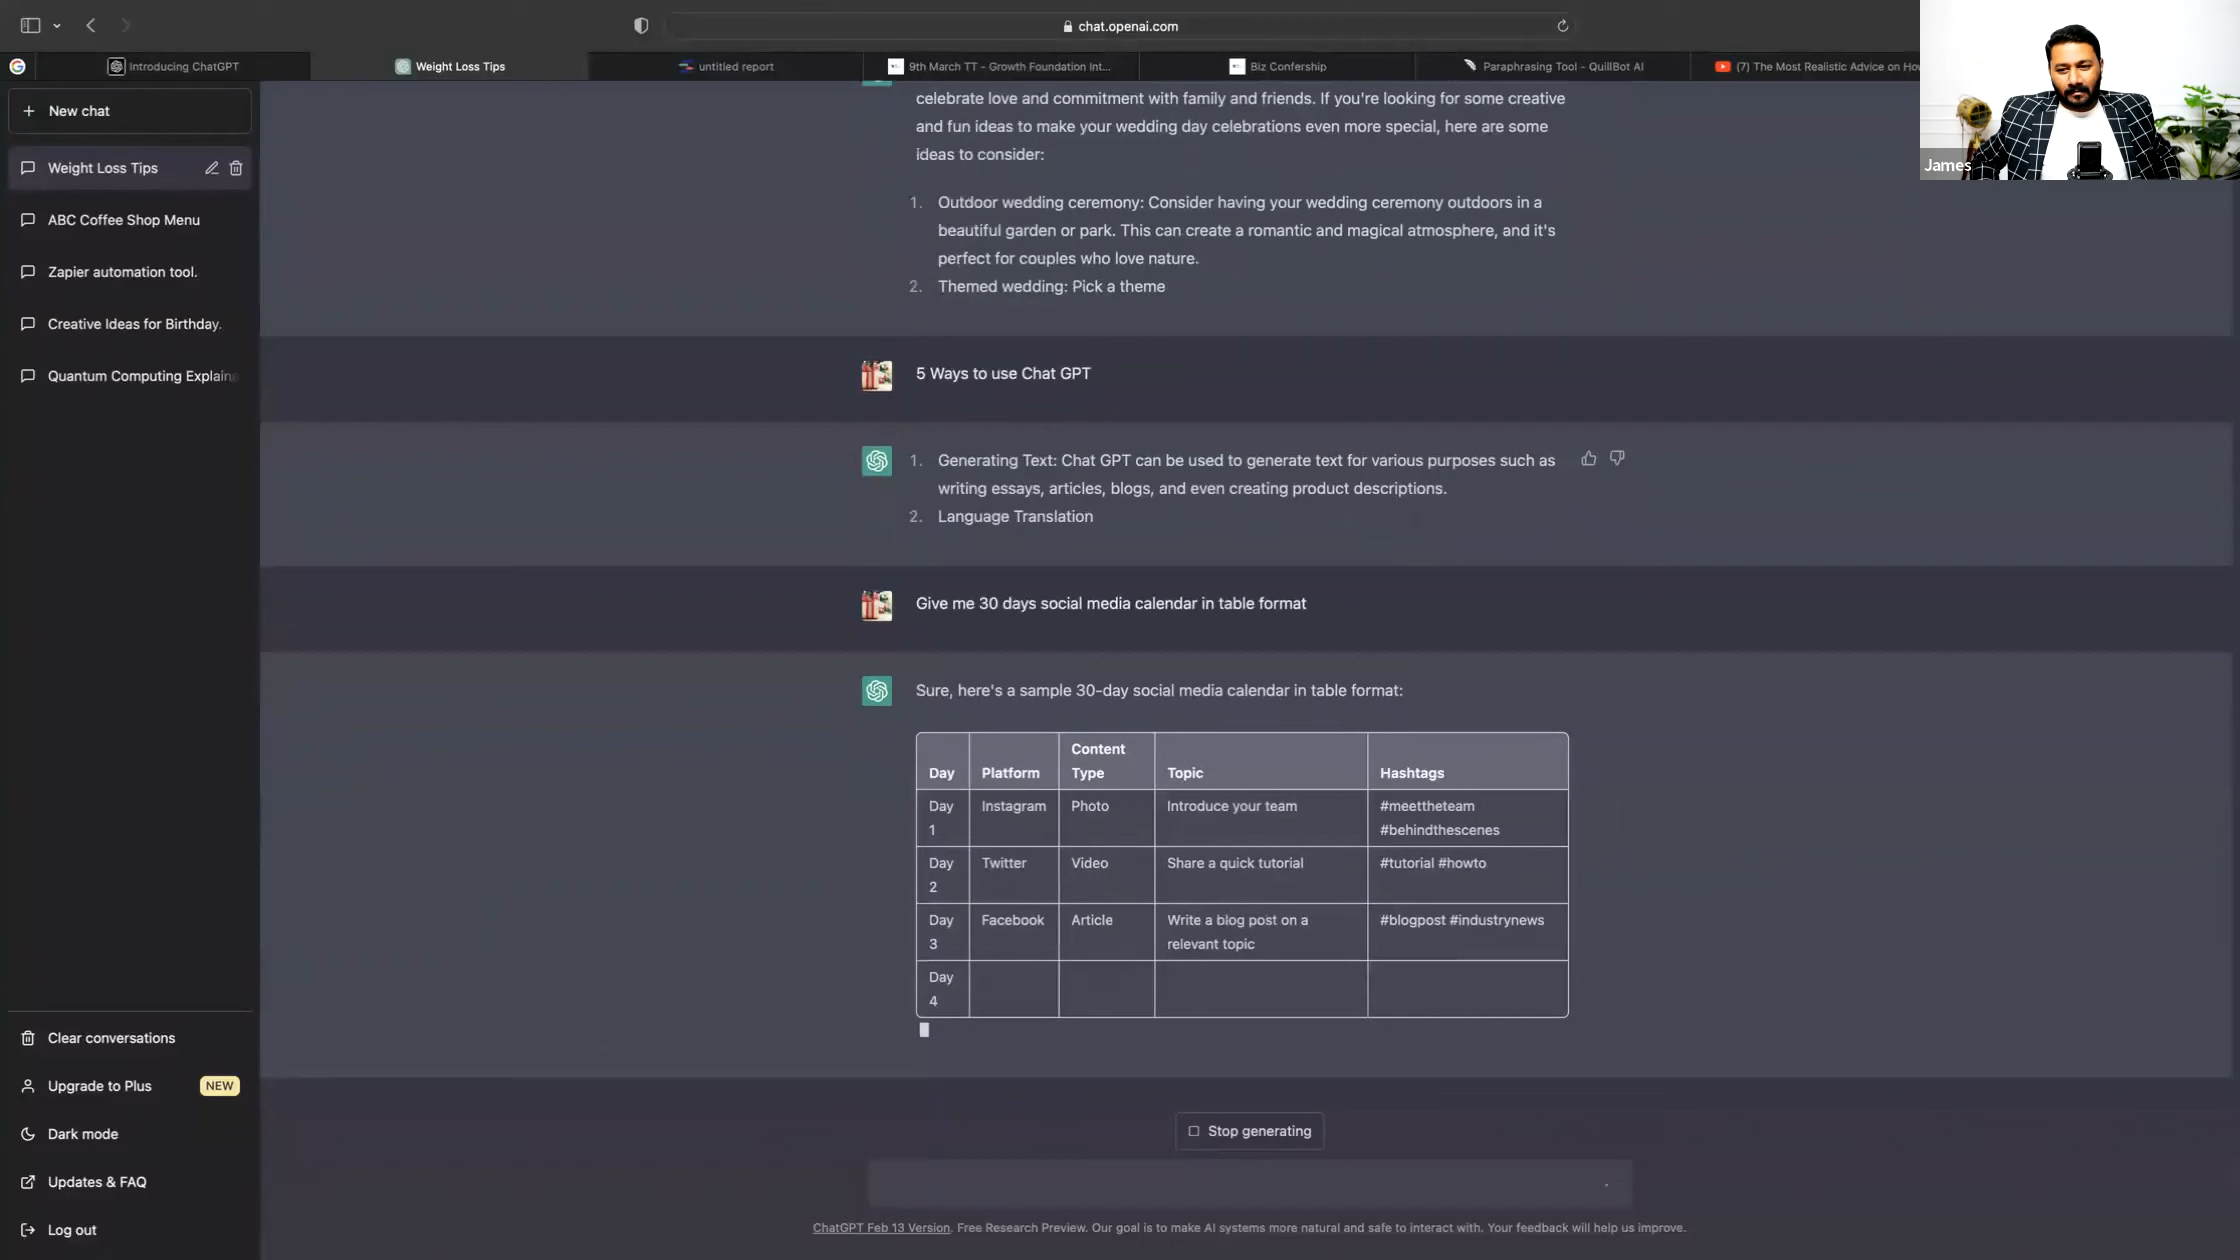 chat.openai.com
Introducing ChatGPT
Weight Loss Tips
untitled report
9th March TT - Growth Foundation Int...
Biz Confership
Paraphrasing Tool - QuillBot AI
(7) The Most Realistic Advice on How
James
New chat
Weight Loss Tips
ABC Coffee Shop Menu
Zapier automation tool.
Creative Ideas for Birthday.
Quantum Computing Explain
Clear conversations
Upgrade to Plus NEW
Dark mode
Updates & FAQ
Log out
celebrate love and commitment with family and friends. If you're looking for some creative
and fun ideas to make your wedding day celebrations even more special, here are some
ideas to consider:
1. Outdoor wedding ceremony: Consider having your wedding ceremony outdoors in a
beautiful garden or park. This can create a romantic and magical atmosphere, and it's
perfect for couples who love nature.
2. Themed wedding: Pick a theme
5 Ways to use Chat GPT
1. Generating Text: Chat GPT can be used to generate text for various purposes such as
writing essays, articles, blogs, and even creating product descriptions.
2. Language Translation
Give me 30 days social media calendar in table format
Sure, here's a sample 30-day social media calendar in table format:
Day Platform Content Type Topic Hashtags
Day 1 Instagram Photo Introduce your team #meettheteam #behindthescenes
Day 2 Twitter Video Share a quick tutorial #tutorial #howto
Day 3 Facebook Article Write a blog post on a relevant topic #blogpost #industrynews
Day 4
Stop generating
ChatGPT Feb 13 Version. Free Research Preview. Our goal is to make AI systems more natural and safe to interact with. Your feedback will help us improve.